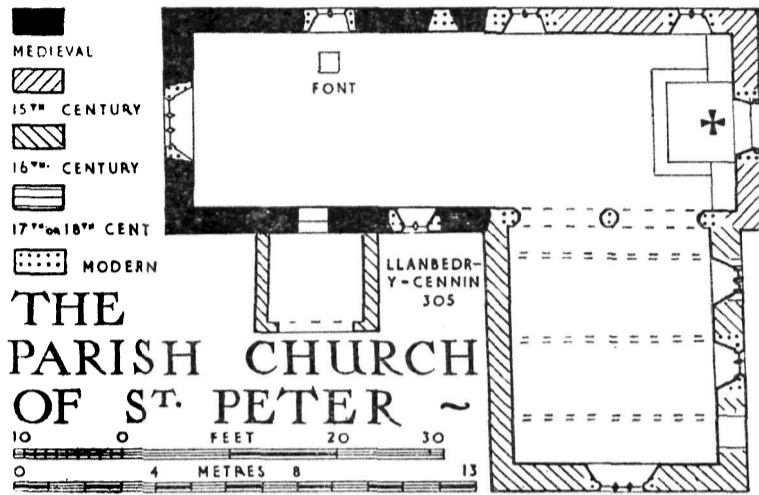 MEDIEVAL
15TH CENTURY
16TH. CENTURY
17TH OR 18TH CENT
MODERN
FONT
LLANBEDR-
Y-CENNIN
305
THE
PARISH CHURCH
OF ST. PETER ~
10 0 FEET 20 30
0 4 METRES 8 13